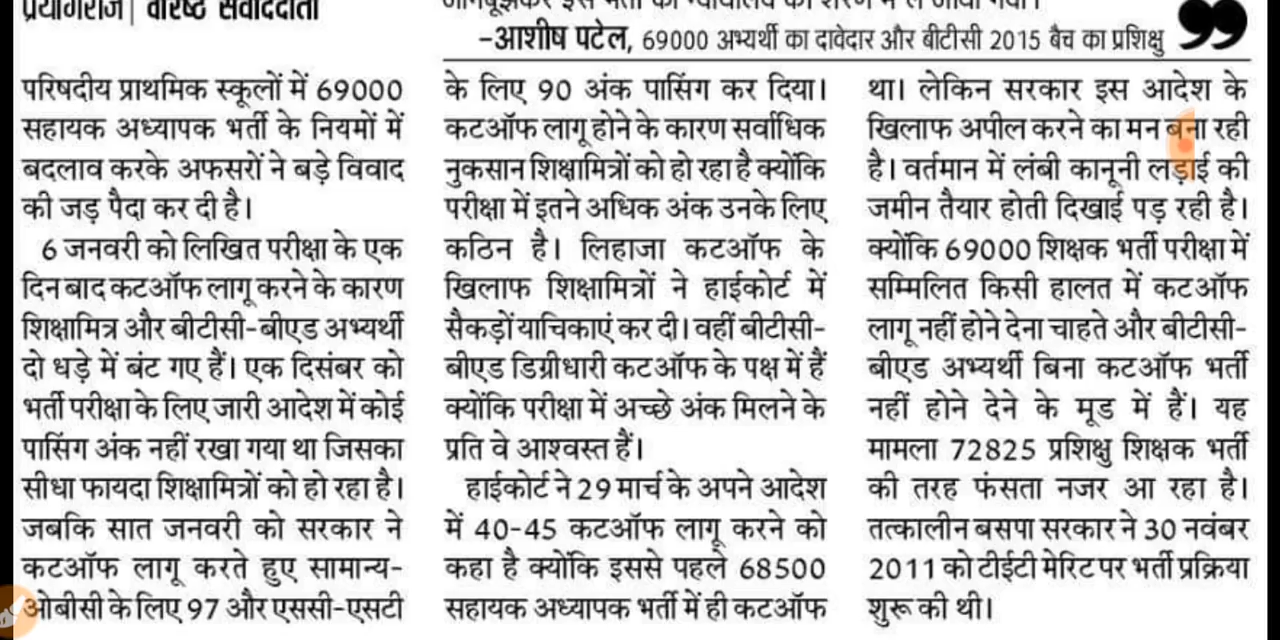 प्रयागराज| वरिष्ठ संवाददाता
परिषदीय प्राथमिक स्कूलों में 69000
सहायक अध्यापक भर्ती के नियमों में
बदलाव करके अफसरों ने बड़े विवाद
की जड़ पैदा कर दी है।
6 जनवरी को लिखित परीक्षा के एक
दिन बाद कटऑफ लागू करने के कारण
शिक्षामित्र और बीटीसी-बीएड अभ्यर्थी
दो धड़े में बंट गए हैं। एक दिसंबर को
भर्ती परीक्षा के लिए जारी आदेश में कोई
पासिंग अंक नहीं रखा गया था जिसका
सीधा फायदा शिक्षामित्रों को हो रहा है।
जबकि सात जनवरी को सरकार ने
कटऑफ लागू करते हुए सामान्य-
ओबीसी के लिए 97 और एससी-एसटी
-आशीष पटेल, 69000 अभ्यर्थी का दावेदार और बीटीसी 2015 बैच का प्रशिक्षु ”
के लिए 90 अंक पासिंग कर दिया।
कटऑफ लागू होने के कारण सर्वाधिक
नुकसान शिक्षामित्रों को हो रहा है क्योंकि
परीक्षा में इतने अधिक अंक उनके लिए
कठिन है। लिहाजा कटऑफ के
खिलाफ शिक्षामित्रों ने हाईकोर्ट में
सैकड़ों याचिकाएं कर दी। वहीं बीटीसी-
बीएड डिग्रीधारी कटऑफ के पक्ष में हैं
क्योंकि परीक्षा में अच्छे अंक मिलने के
प्रति वे आश्वस्त हैं।
हाईकोर्ट ने 29 मार्च के अपने आदेश
में 40-45 कटऑफ लागू करने को
कहा है क्योंकि इससे पहले 68500
सहायक अध्यापक भर्ती में ही कटऑफ
था। लेकिन सरकार इस आदेश के
खिलाफ अपील करने का मन बना रही
है। वर्तमान में लंबी कानूनी लड़ाई की
जमीन तैयार होती दिखाई पड़ रही है।
क्योंकि 69000 शिक्षक भर्ती परीक्षा में
सम्मिलित किसी हालत में कटऑफ
लागू नहीं होने देना चाहते और बीटीसी-
बीएड अभ्यर्थी बिना कटऑफ भर्ती
नहीं होने देने के मूड में हैं। यह
मामला 72825 प्रशिक्षु शिक्षक भर्ती
की तरह फंसता नजर आ रहा है।
तत्कालीन बसपा सरकार ने 30 नवंबर
2011 को टीईटी मेरिट पर भर्ती प्रक्रिया
शुरू की थी।